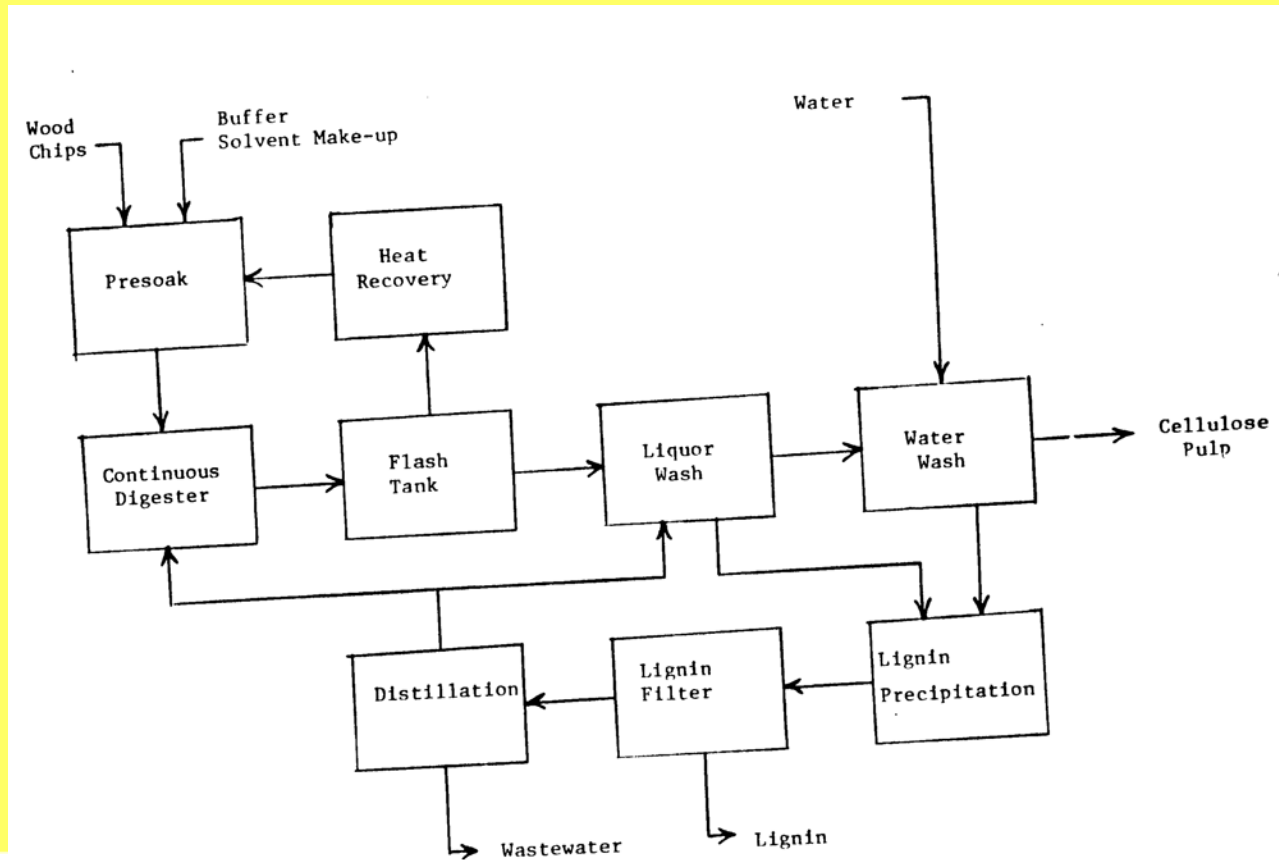 Wood
Chips
Buffer
Solvent Make-up
Water
Presoak
Heat
Recovery
Continuous
Digester
Flash
Tank
Liquor
Wash
Water
Wash
Cellulose
Pulp
Distillation
Lignin
Filter
Lignin
Precipitation
Wastewater
Lignin